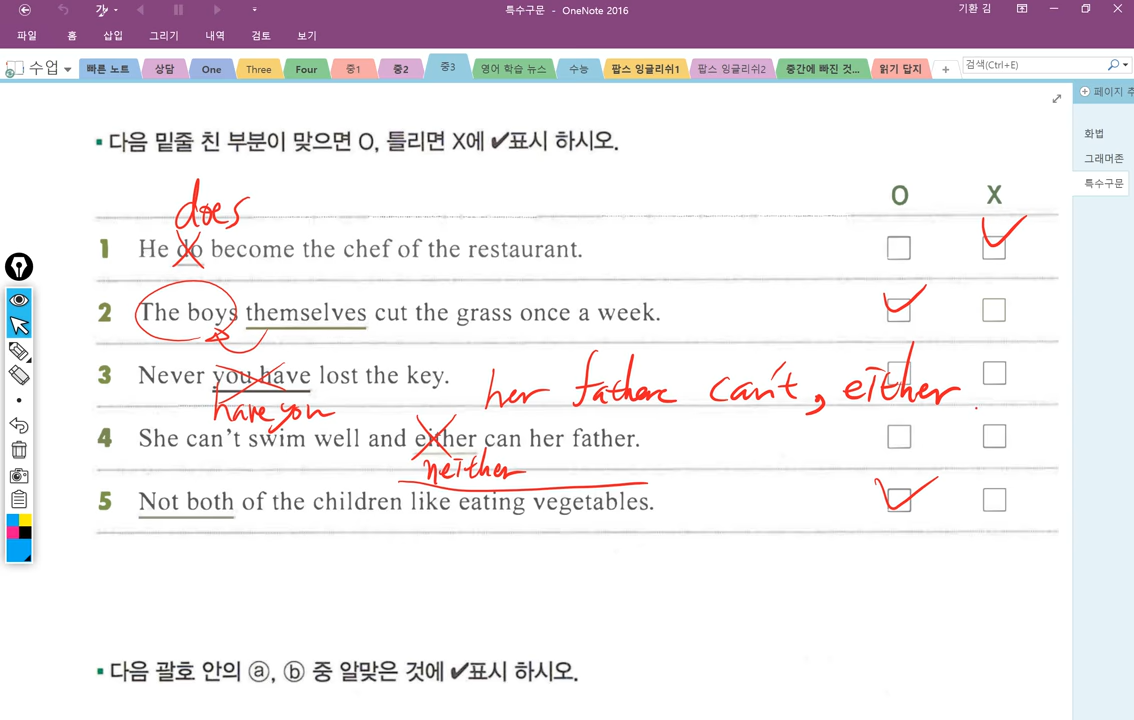 특수구문 - OneNote 2016
기환 김
파일 홈 삽입 그리기 내역 검토 보기
수업 빠른 노트 상담 One Three Four 중1 중2 중3 영어 학습 뉴스 수능 팝스 잉글리쉬1 팝스 잉글리쉬2 중간에 빠진 것... 읽기 답지 + 검색(Ctrl+E)
페이지 추
화법
그래머존
특수구문
▪ 다음 밑줄 친 부분이 맞으면 O, 틀리면 X에 ✔표시 하시오.
O X
does
1 He do become the chef of the restaurant.
2 The boys themselves cut the grass once a week.
3 Never you have lost the key.
her father can't, either.
have you
4 She can't swim well and either can her father.
neither
5 Not both of the children like eating vegetables.
▪ 다음 괄호 안의 ⓐ, ⓑ 중 알맞은 것에 ✔표시 하시오.